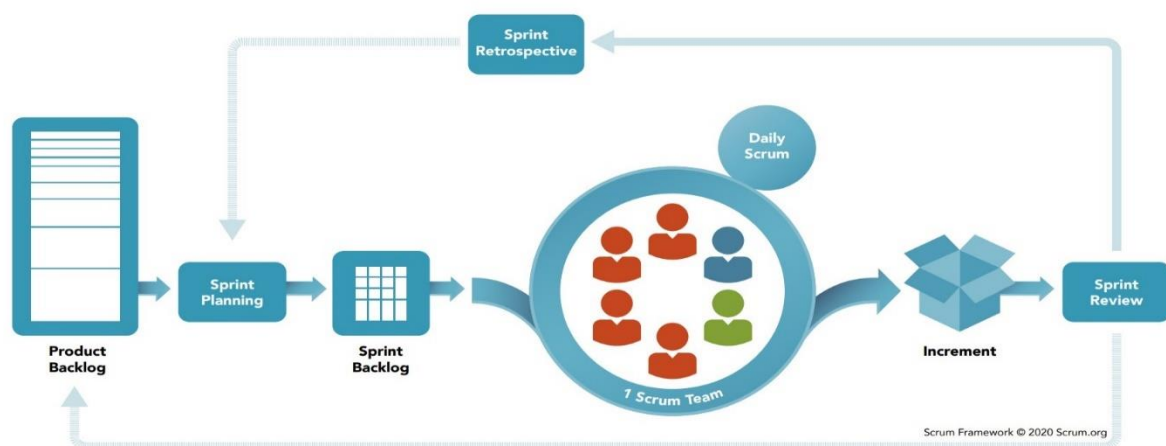 Sprint
Retrospective
Daily
Scrum
Sprint
Planning
Sprint
Review
Product
Backlog
Sprint
Backlog
Increment
1 Scrum Team
Scrum Framework © 2020 Scrum.org